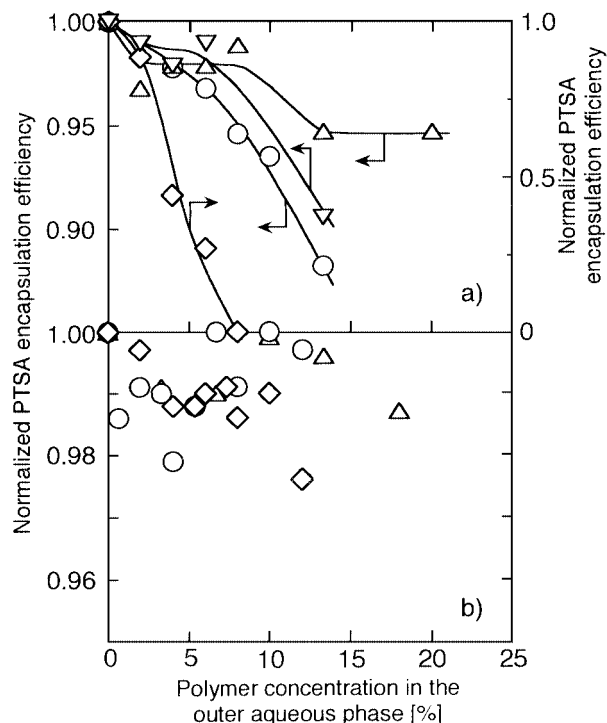 1.00
0.95
0.90
1.00
0.98
0.96
Normalized PTSA encapsulation efficiency
1.0
0.5
0
Normalized PTSA
encapsulation efficiency
a)
b)
0 5 10 15 20 25
Polymer concentration in the
outer aqueous phase [%]